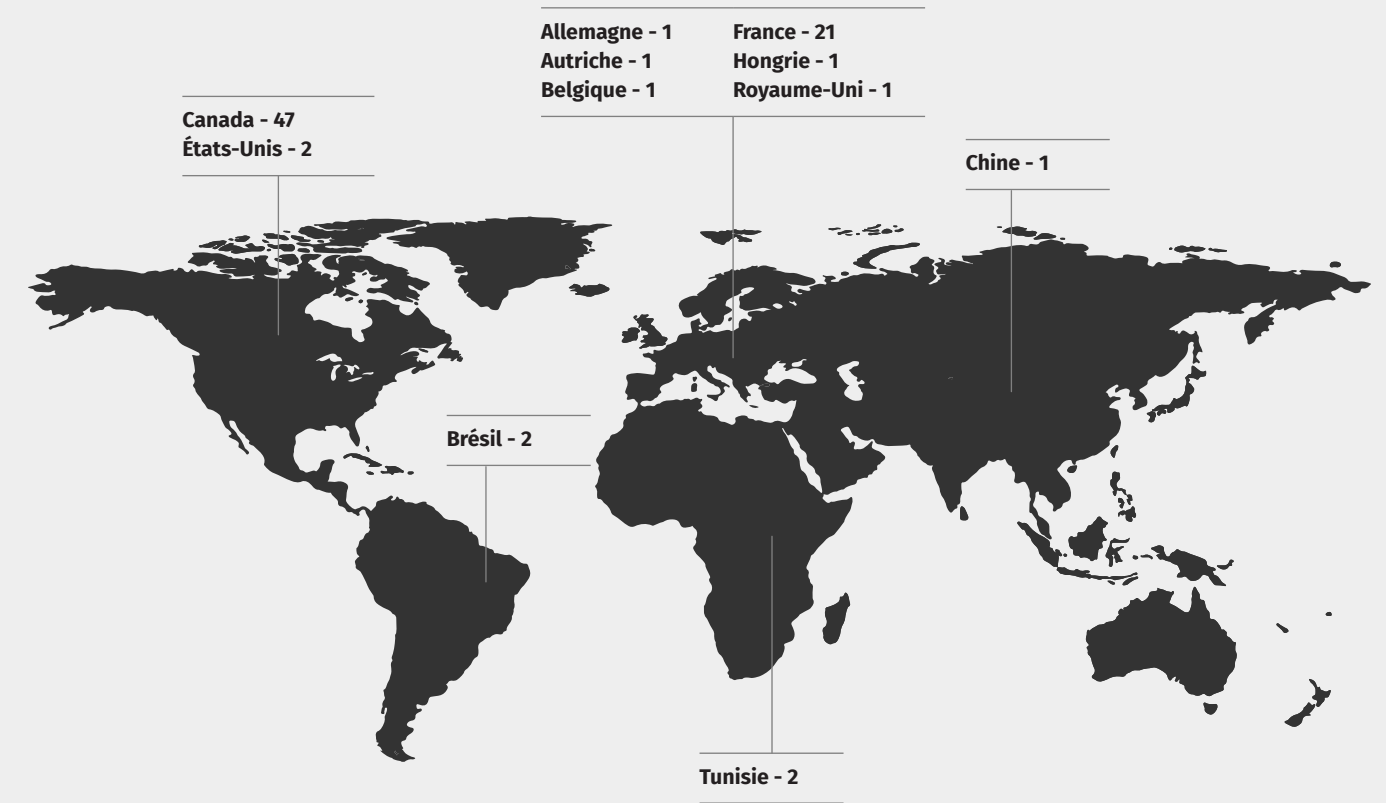 Allemagne - 1
Autriche - 1
Belgique - 1
France - 21
Hongrie - 1
Royaume-Uni - 1
Canada - 47
États-Unis - 2
Chine - 1
Brésil - 2
Tunisie - 2